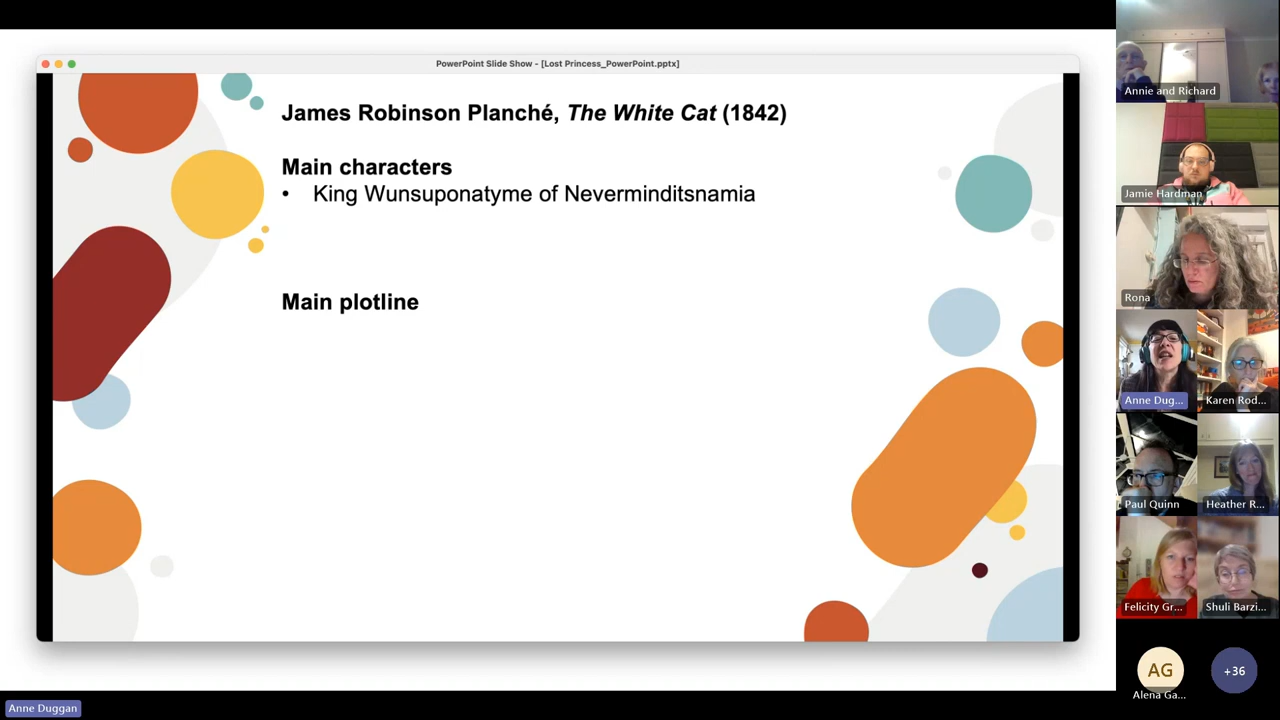 PowerPoint Slide Show - [Lost Princess_PowerPoint.pptx]
James Robinson Planché, The White Cat (1842)
Main characters
• King Wunsuponatyme of Neverminditsnamia
Main plotline
Annie and Richard
Jamie Hardman
Rona
Anne Dug...
Karen Rod...
Paul Quinn
Heather R...
Felicity Gr...
Shuli Barzi...
AG
+36
Alena Ga...
Anne Duggan